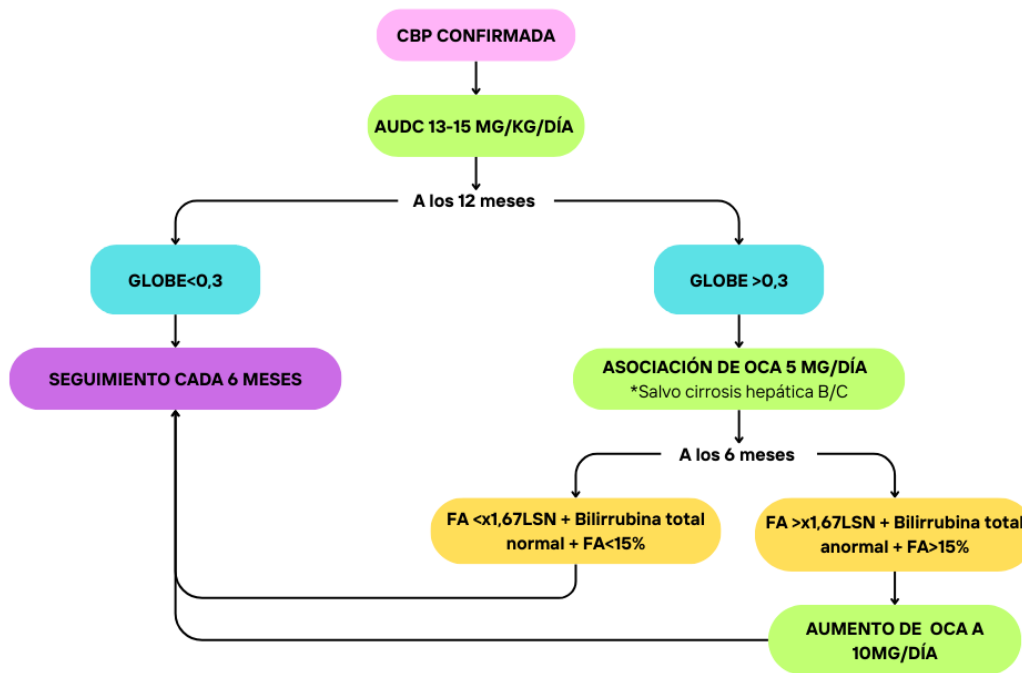 CBP CONFIRMADA
AUDC 13-15 MG/KG/DÍA
A los 12 meses
GLOBE<0,3
GLOBE >0,3
SEGUIMIENTO CADA 6 MESES
ASOCIACIÓN DE OCA 5 MG/DÍA
*Salvo cirrosis hepática B/C
A los 6 meses
FA <x1,67LSN + Bilirrubina total
normal + FA<15%
FA >x1,67LSN + Bilirrubina total
anormal + FA>15%
AUMENTO DE OCA A
10MG/DÍA